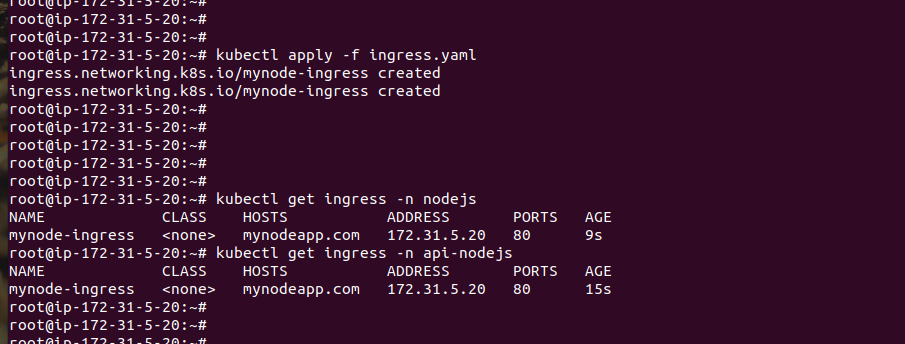 root@ip-172-31-5-20:~#
root@ip-172-31-5-20:~#
root@ip-172-31-5-20:~#
root@ip-172-31-5-20:~# kubectl apply -f ingress.yaml
ingress.networking.k8s.io/mynode-ingress created
ingress.networking.k8s.io/mynode-ingress created
root@ip-172-31-5-20:~#
root@ip-172-31-5-20:~#
root@ip-172-31-5-20:~#
root@ip-172-31-5-20:~#
root@ip-172-31-5-20:~#
root@ip-172-31-5-20:~# kubectl get ingress -n nodejs
NAME             CLASS    HOSTS           ADDRESS       PORTS   AGE
mynode-ingress   <none>   mynodeapp.com   172.31.5.20   80      9s
root@ip-172-31-5-20:~# kubectl get ingress -n api-nodejs
NAME             CLASS    HOSTS           ADDRESS       PORTS   AGE
mynode-ingress   <none>   mynodeapp.com   172.31.5.20   80      15s
root@ip-172-31-5-20:~#
root@ip-172-31-5-20:~#
root@ip-172-31-5-20:~#